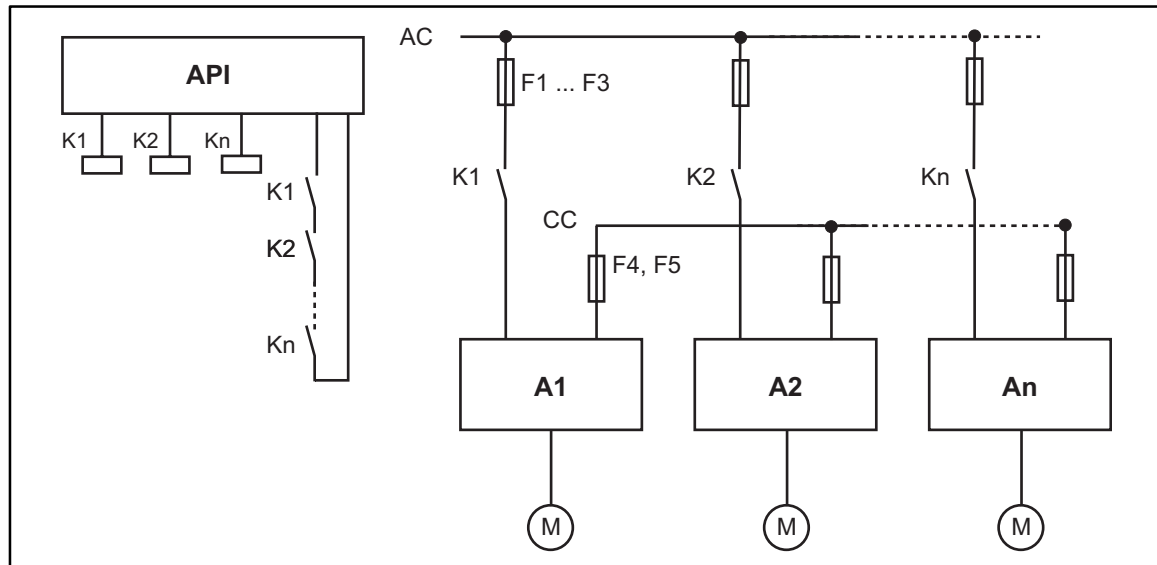 API
K1 K2 Kn
K1
K2
Kn
AC
F1 ... F3
K1
K2
Kn
CC
F4, F5
A1
A2
An
M
M
M